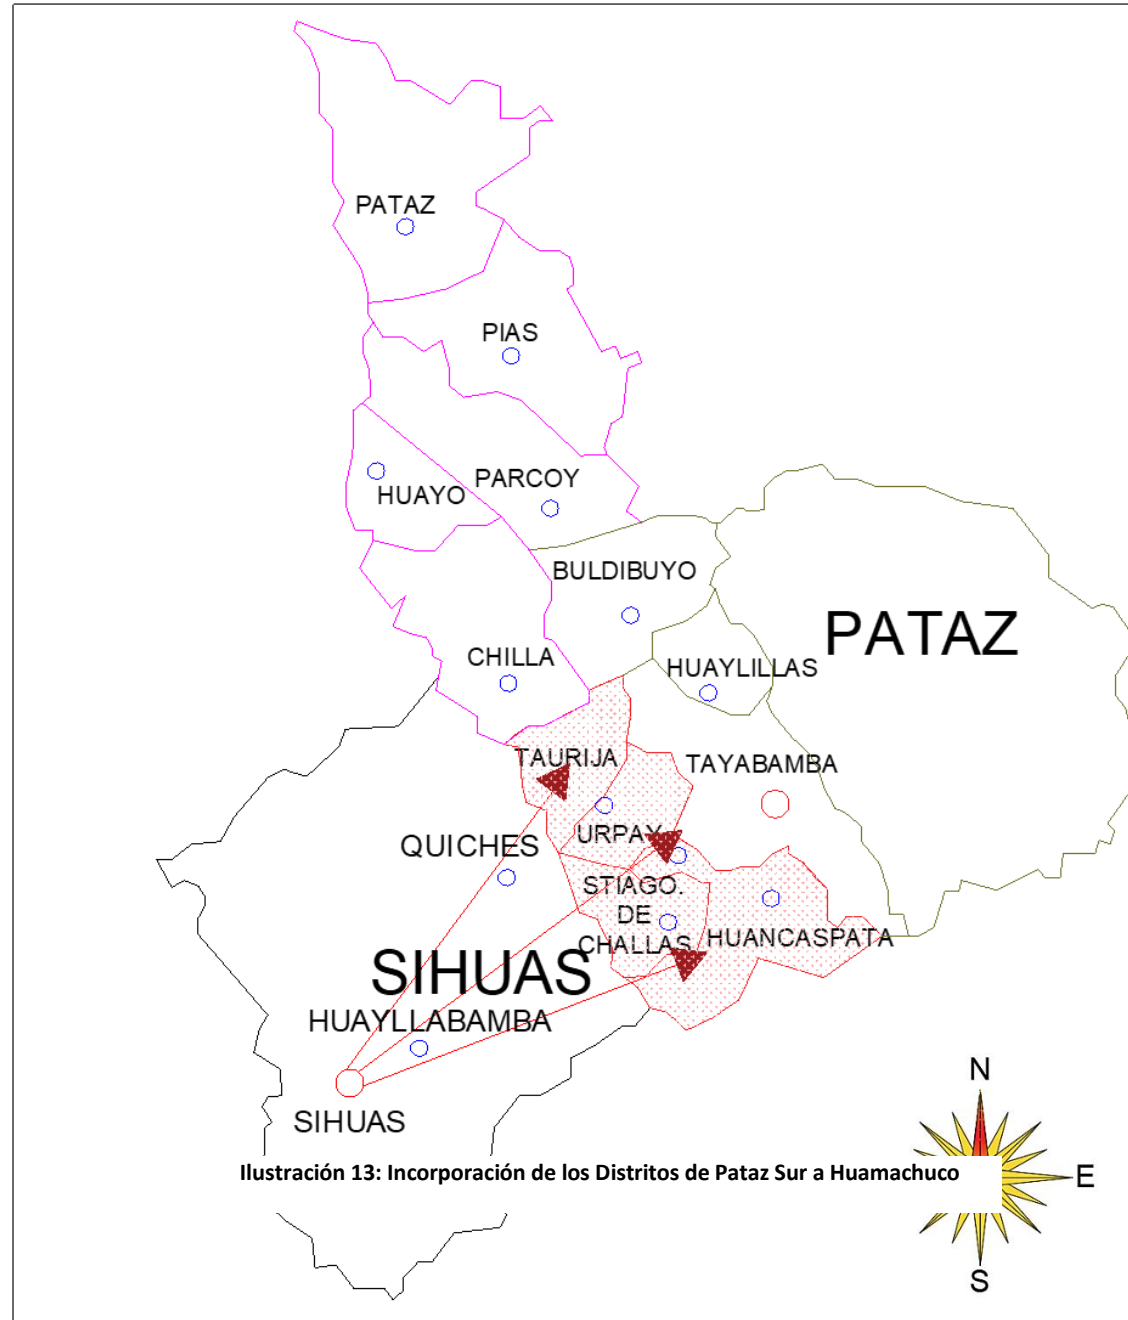 PATAZ
PIAS
PARCOY
HUAYO
BULDIBUYO
PATAZ
CHILLA
HUAYLILLAS
TAURIJA
TAYABAMBA
URPAY
QUICHES
STIAGO.
DE
CHALLAS
HUANCASPATA
SIHUAS
HUAYLLABAMBA
SIHUAS
N
E
S
Ilustración 13: Incorporación de los Distritos de Pataz Sur a Huamachuco